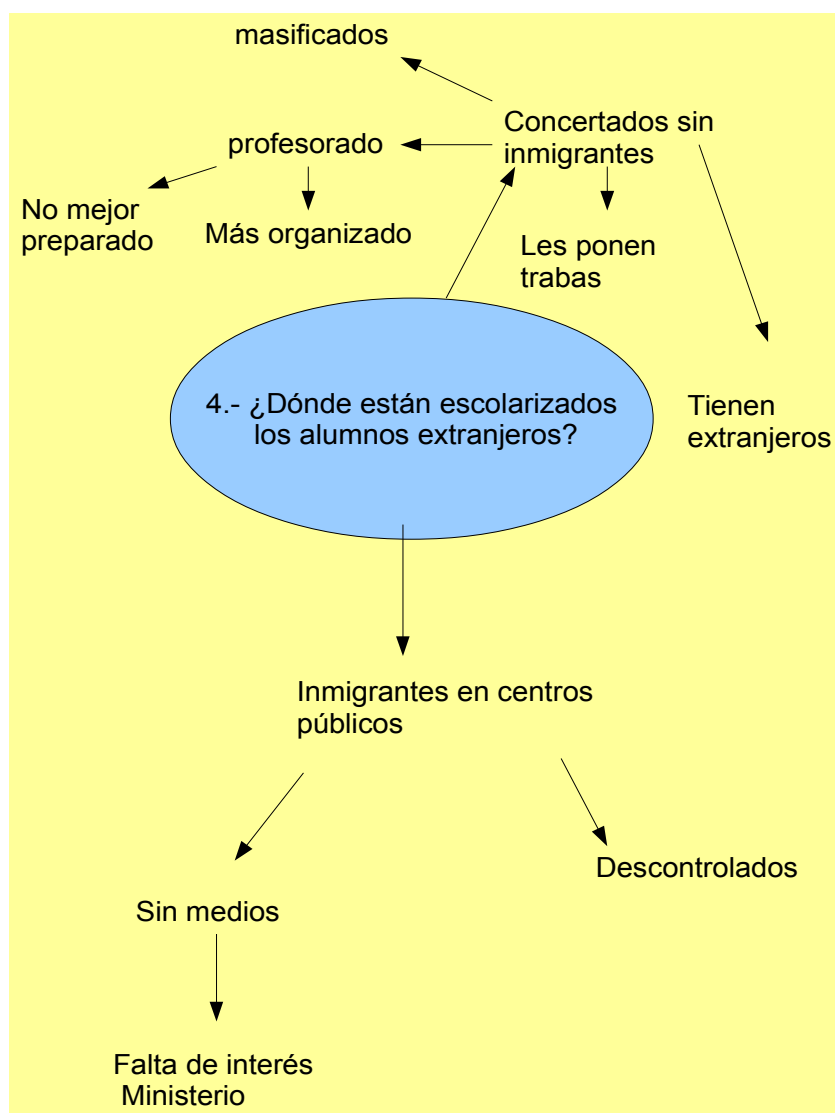 masificados
Concertados sin
inmigrantes
profesorado
No mejor
preparado
Más organizado
Les ponen
trabas
4.- ¿Dónde están escolarizados
los alumnos extranjeros?
Tienen
extranjeros
Inmigrantes en centros
públicos
Descontrolados
Sin medios
Falta de interés
Ministerio